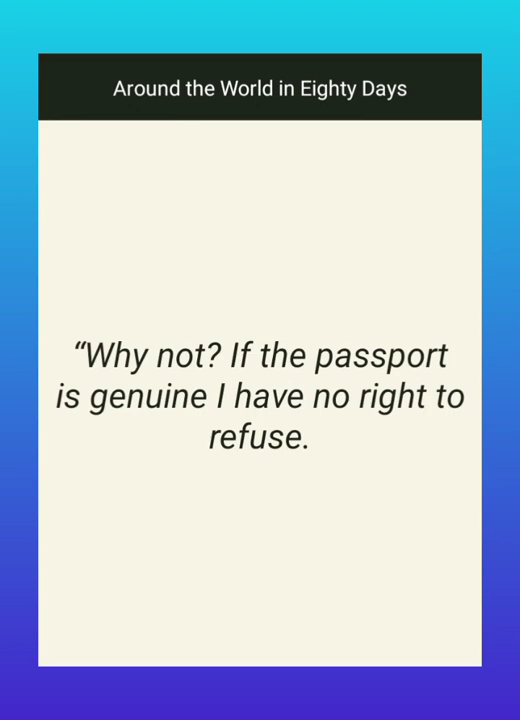 Around the World in Eighty Days
“Why not? If the passport
is genuine I have no right to
refuse.